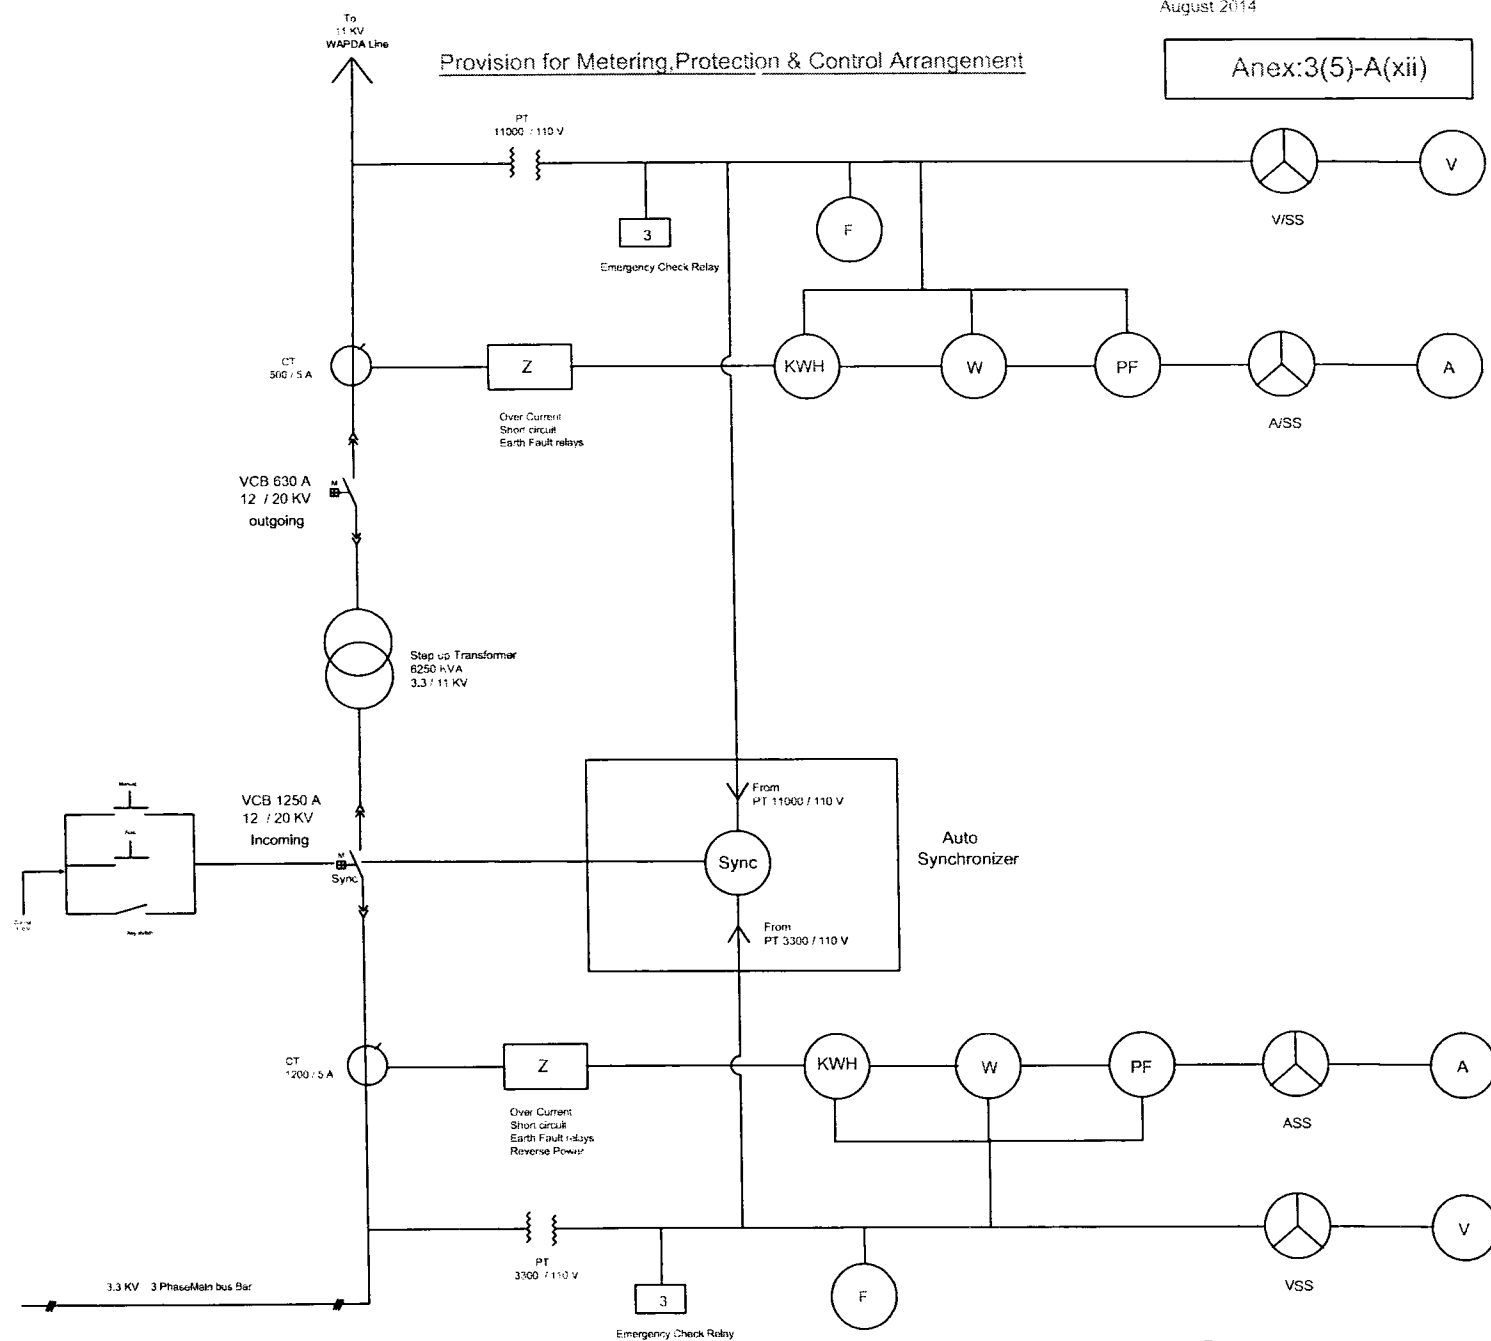 August 2014
To
11 KV
WAPDA Line
Provision for Metering,Protection & Control Arrangement
Anex:3(5)-A(xii)
PT
11000 / 110 V
3
Emergency Check Relay
F
V/SS
V
CT
500 / 5 A
Z
Over Current
Short circuit
Earth Fault relays
KWH
W
PF
A/SS
A
VCB 630 A
12 / 20 KV
outgoing
M
Step up Transformer
6250 KVA
3.3 / 11 KV
Manual
VCB 1250 A
12 / 20 KV
Incoming
M
Sync
From
PT 11000 / 110 V
Sync
From
PT 3300 / 110 V
Auto
Synchronizer
CT
1200 / 5 A
Z
Over Current
Short circuit
Earth Fault relays
Reverse Power
KWH
W
PF
ASS
A
PT
3300 / 110 V
3
Emergency Check Relay
F
VSS
V
3.3 KV 3 PhaseMain bus Bar